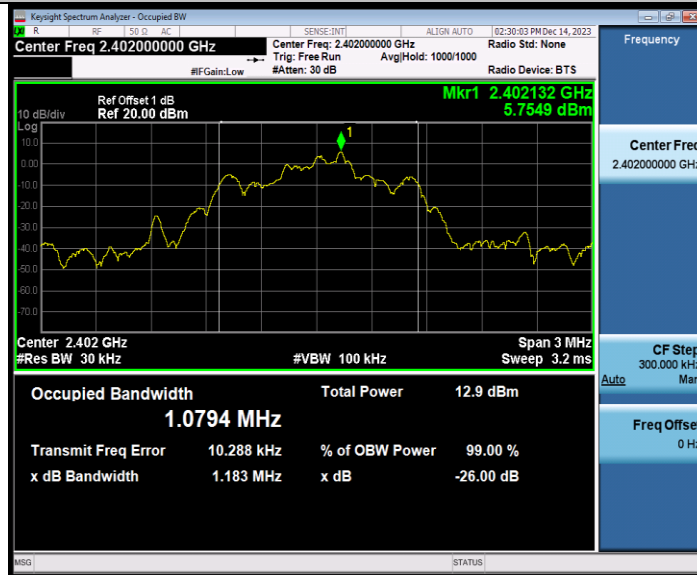 Keysight Spectrum Analyzer - Occupied BW
R RF 50 Ω AC SENSE:INT ALIGN AUTO 02:30:03 PM Dec 14, 2023
Center Freq 2.402000000 GHz
Center Freq: 2.402000000 GHz
Radio Std: None
Trig: Free Run Avg|Hold: 1000/1000
#IFGain:Low
#Atten: 30 dB
Radio Device: BTS
Frequency
Ref Offset 1 dB
10 dB/div Ref 20.00 dBm
Mkr1 2.402132 GHz
5.7549 dBm
Log
1
10.0
0.00
-10.0
-20.0
-30.0
-40.0
-50.0
-60.0
-70.0
Center 2.402 GHz
Span 3 MHz
#Res BW 30 kHz
#VBW 100 kHz
Sweep 3.2 ms
Occupied Bandwidth
Total Power 12.9 dBm
1.0794 MHz
Transmit Freq Error 10.288 kHz
% of OBW Power 99.00 %
x dB Bandwidth 1.183 MHz
x dB -26.00 dB
Center Freq
2.402000000 GHz
CF Step
300.000 kHz
Auto Man
Freq Offset
0 Hz
MSG
STATUS